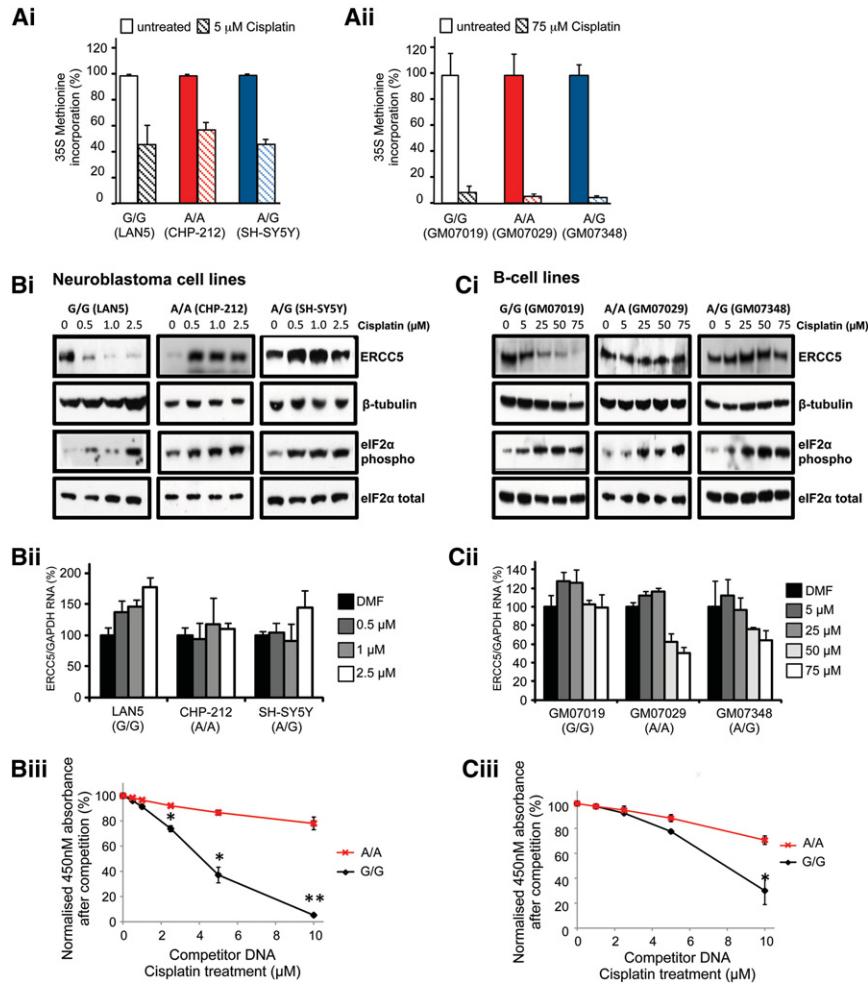 Ai
untreated 5 μM Cisplatin
35S Methionine
incorporation (%)
120
100
80
60
40
20
0
G/G
(LAN5)
A/A
(CHP-212)
A/G
(SH-SY5Y)
Aii
untreated 75 μM Cisplatin
35S Methionine
incorporation (%)
120
100
80
60
40
20
0
G/G
(GM07019)
A/A
(GM07029)
A/G
(GM07348)
Bi Neuroblastoma cell lines
G/G (LAN5) A/A (CHP-212) A/G (SH-SY5Y)
0 0.5 1.0 2.5 0 0.5 1.0 2.5 0 0.5 1.0 2.5 Cisplatin (μM)
ERCC5
β-tubulin
eIF2α
phospho
eIF2α total
Ci B-cell lines
G/G (GM07019) A/A (GM07029) A/G (GM07348)
Cisplatin (μM) 0 5 25 50 75 0 5 25 50 75 0 5 25 50 75
ERCC5
β-tubulin
eIF2α
phospho
eIF2α total
Bii
ERCC5/GAPDH RNA (%)
200
150
100
50
0
LAN5
(G/G)
CHP-212
(A/A)
SH-SY5Y
(A/G)
DMF
0.5 μM
1 μM
2.5 μM
Cii
ERCC5/GAPDH RNA (%)
140
120
100
80
60
40
20
0
GM07019
(G/G)
GM07029
(A/A)
GM07348
(A/G)
DMF
5 μM
25 μM
50 μM
75 μM
Biii
Normalised 450nM absorbance
after competition (%)
100
80
60
40
20
0
* * **
0 2 4 6 8 10
Competitor DNA
Cisplatin treatment (μM)
A/A
G/G
Ciii
Normalised 450nM absorbance
after competition (%)
100
80
60
40
20
0
*
0 2 4 6 8 10
Competitor DNA
Cisplatin treatment (μM)
A/A
G/G